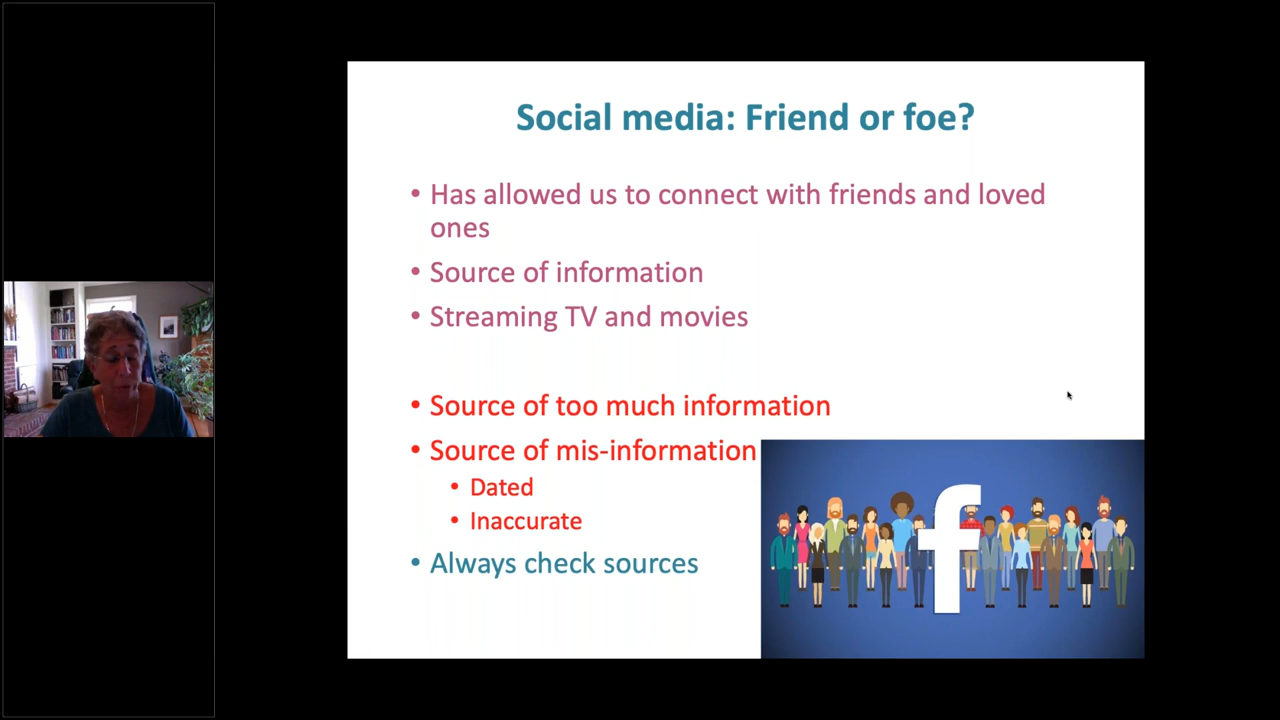 Social media: Friend or foe?
• Has allowed us to connect with friends and loved
ones
• Source of information
• Streaming TV and movies
• Source of too much information
• Source of mis-information
• Dated
• Inaccurate
• Always check sources
f